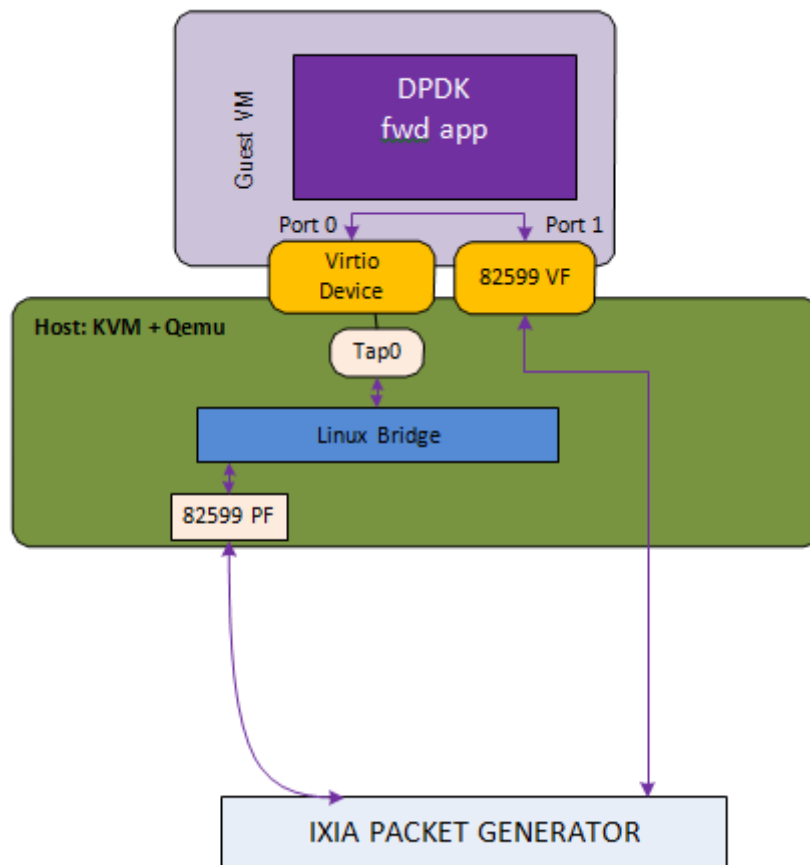 DPDK
fwd app
Guest VM
Port 0
Port 1
Virtio
Device
82599 VF
Host: KVM + Qemu
Tap0
Linux Bridge
82599 PF
IXIA PACKET GENERATOR